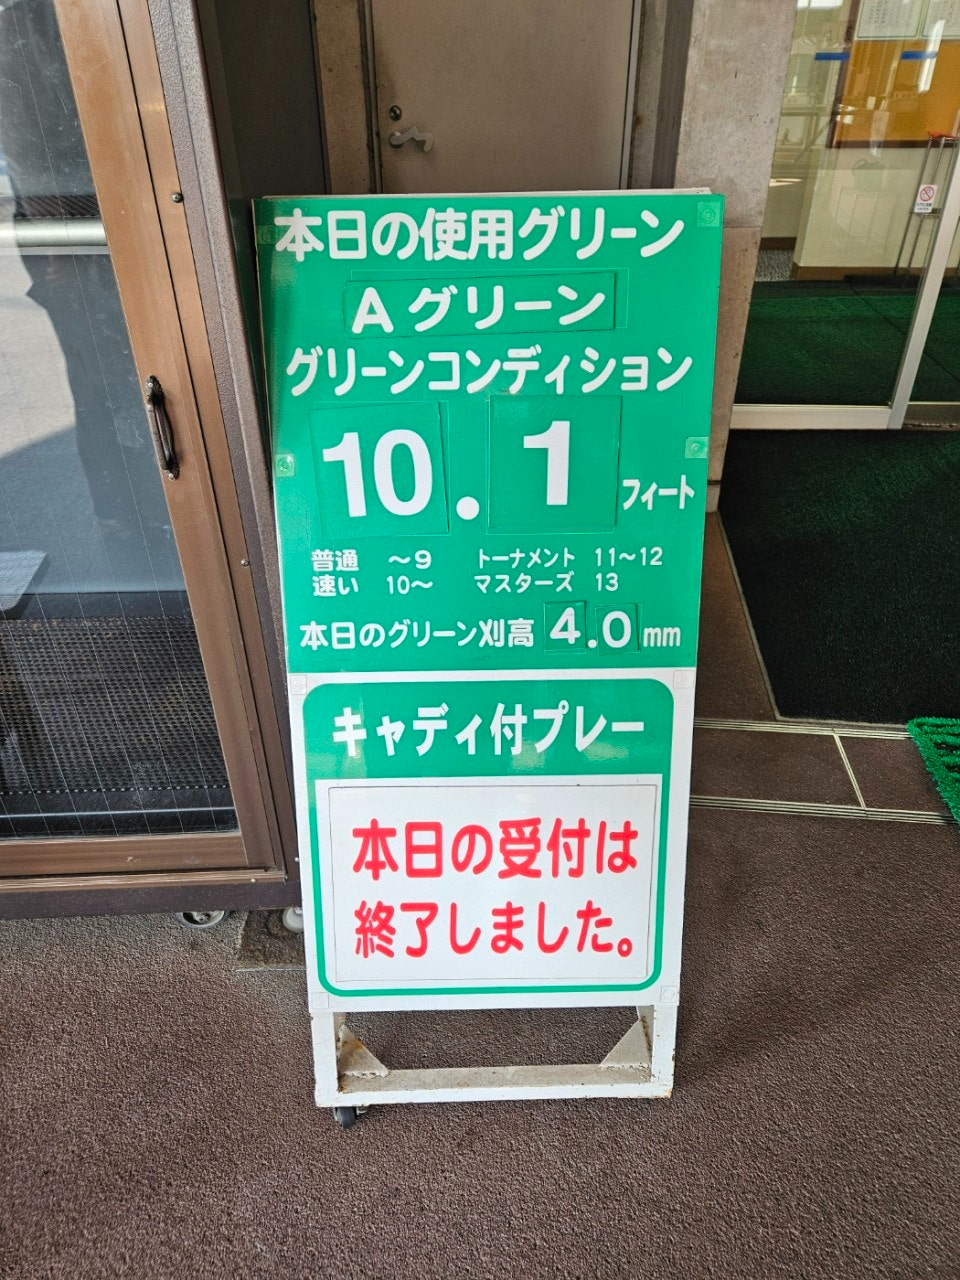 本日の使用グリーン
Aグリーン
グリーンコンディション
10.1フィート
普通 〜9 トーナメント 11〜12
速い 10〜 マスターズ 13
本日のグリーン刈高 4.0mm
キャディ付プレー
本日の受付は
終了しました。